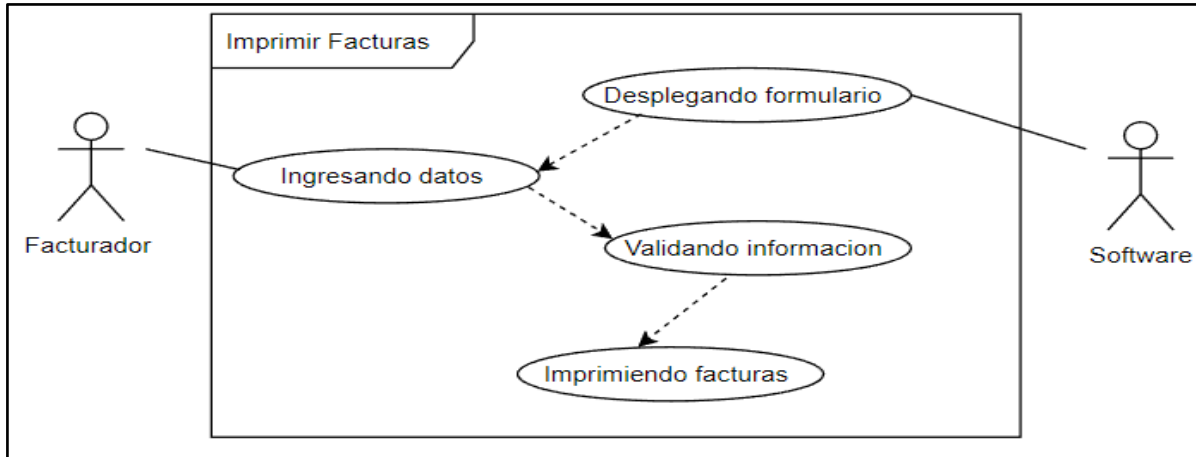 Imprimir Facturas
Desplegando formulario
Ingresando datos
Facturador
Validando informacion
Software
Imprimiendo facturas